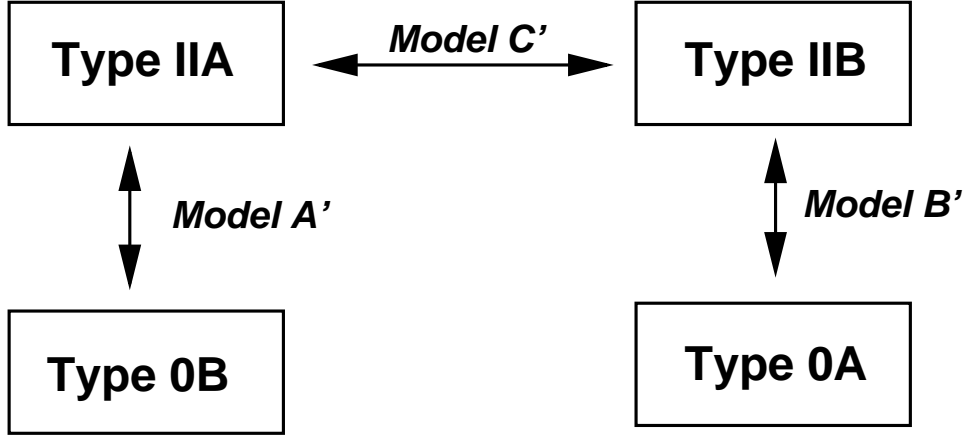 Type IIA
Model C’
Type IIB
Model A’
Model B’
Type 0B
Type 0A